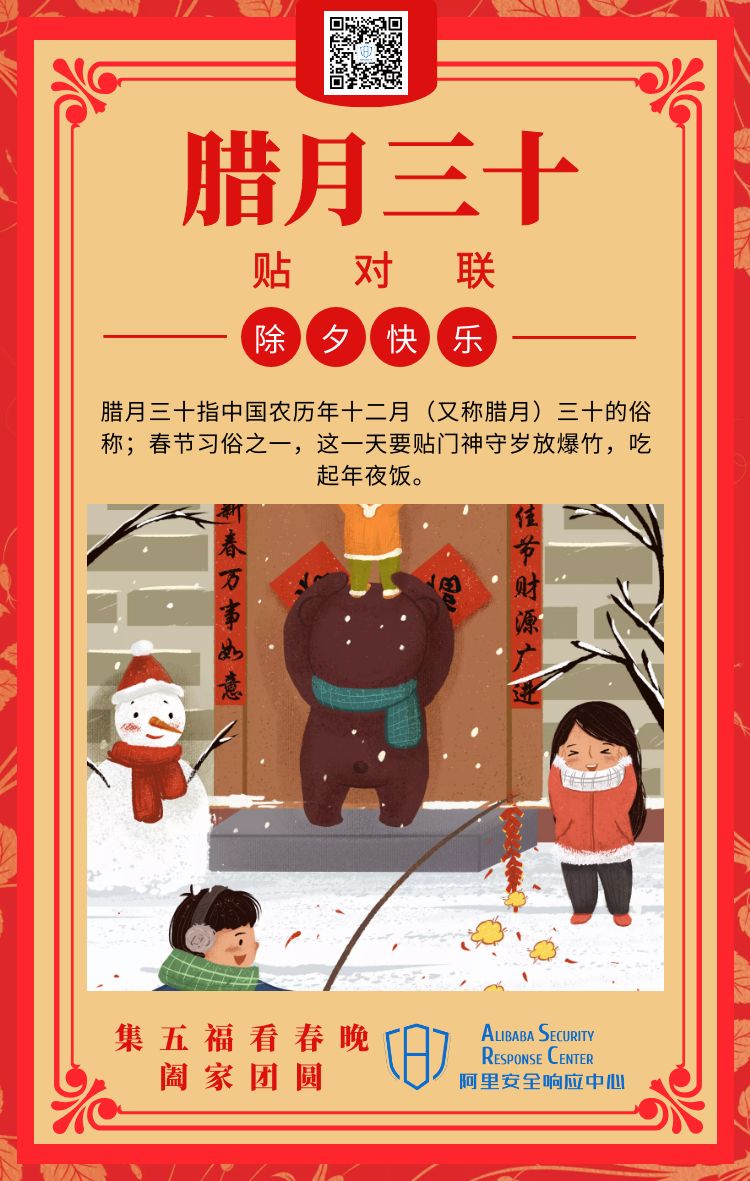 腊月三十
贴对联
除夕快乐
腊月三十指中国农历年十二月（又称腊月）三十的俗
称；春节习俗之一，这一天要贴门神守岁放爆竹，吃
起年夜饭。
新春万事如意
佳节财源广进
集五福看春晚
阖家团圆
ALIBABA SECURITY
RESPONSE CENTER
阿里安全响应中心